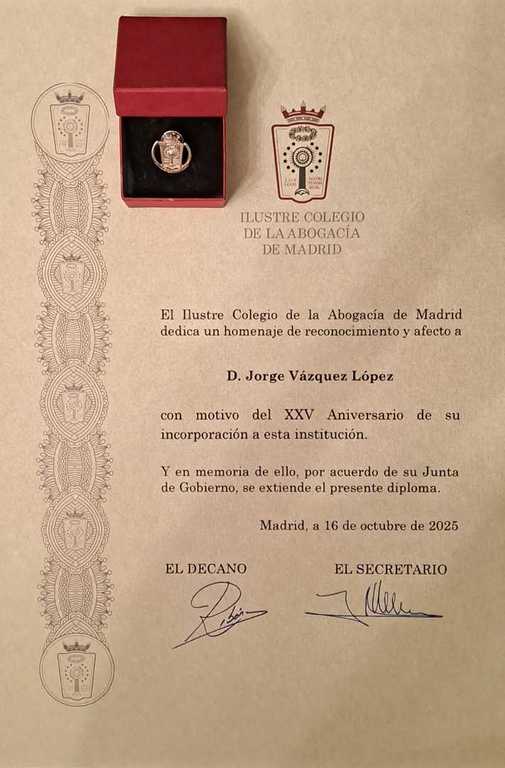 ILUSTRE COLEGIO
DE LA ABOGACÍA
DE MADRID
El Ilustre Colegio de la Abogacía de Madrid
dedica un homenaje de reconocimiento y afecto a
D. Jorge Vázquez López
con motivo del XXV Aniversario de su
incorporación a esta institución.
Y en memoria de ello, por acuerdo de su Junta
de Gobierno, se extiende el presente diploma.
Madrid, a 16 de octubre de 2025
EL DECANO EL SECRETARIO